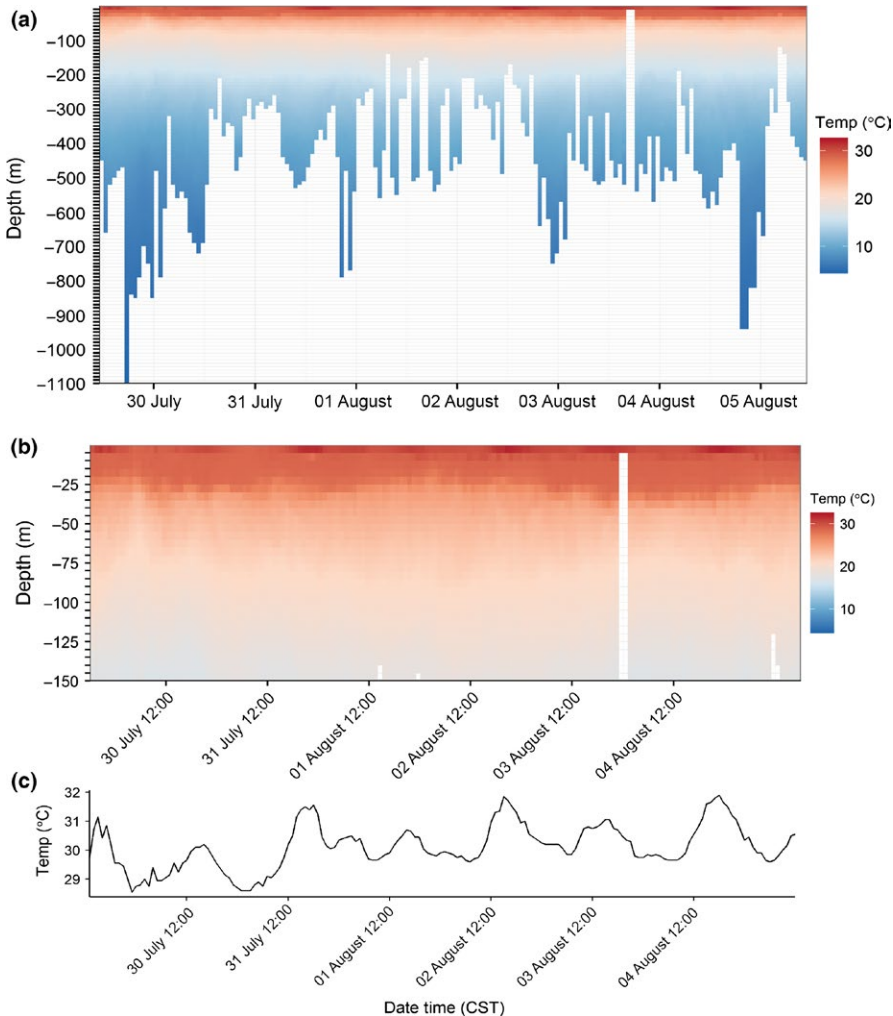 (a)
−100
−200
−300
−400
−500
−600
−700
−800
−900
−1000
−1100
Depth (m)
30 July
31 July
01 August
02 August
03 August
04 August
05 August
Temp (°C)
30
20
10
(b)
−25
−50
−75
−100
−125
−150
Depth (m)
30 July 12:00
31 July 12:00
01 August 12:00
02 August 12:00
03 August 12:00
04 August 12:00
Temp (°C)
30
20
10
(c)
32
31
30
29
Temp (°C)
30 July 12:00
31 July 12:00
01 August 12:00
02 August 12:00
03 August 12:00
04 August 12:00
Date time (CST)